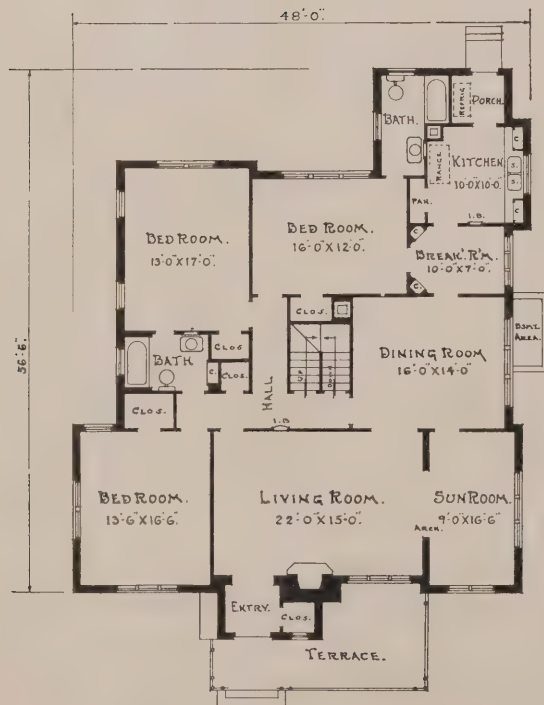 48'-0".
PORCH.
REFRIG
BATH.
RANGE
KITCHEN
10'-0"X10'-0".
C.
S.
S.
C.
PAN.
I.B.
BED ROOM.
13'-0"X17'-0".
BED ROOM.
16'-0"X12'-0".
C.
BREAK. R'M.
10'-0"X7'-0".
C.
CLOS.
56'-6".
BSMT.
AREA.
BATH
CLOS
C.
CLOS.
UP
DOWN
DINING ROOM
16'-0"X14'-0".
HALL
CLOS.
I.B
BED ROOM.
13'-6"X16'-6".
LIVING ROOM.
22'-0"X15'-0".
ARCH.
SUN ROOM.
9'-0"X16'-6"
ENTRY.
CLOS.
TERRACE.